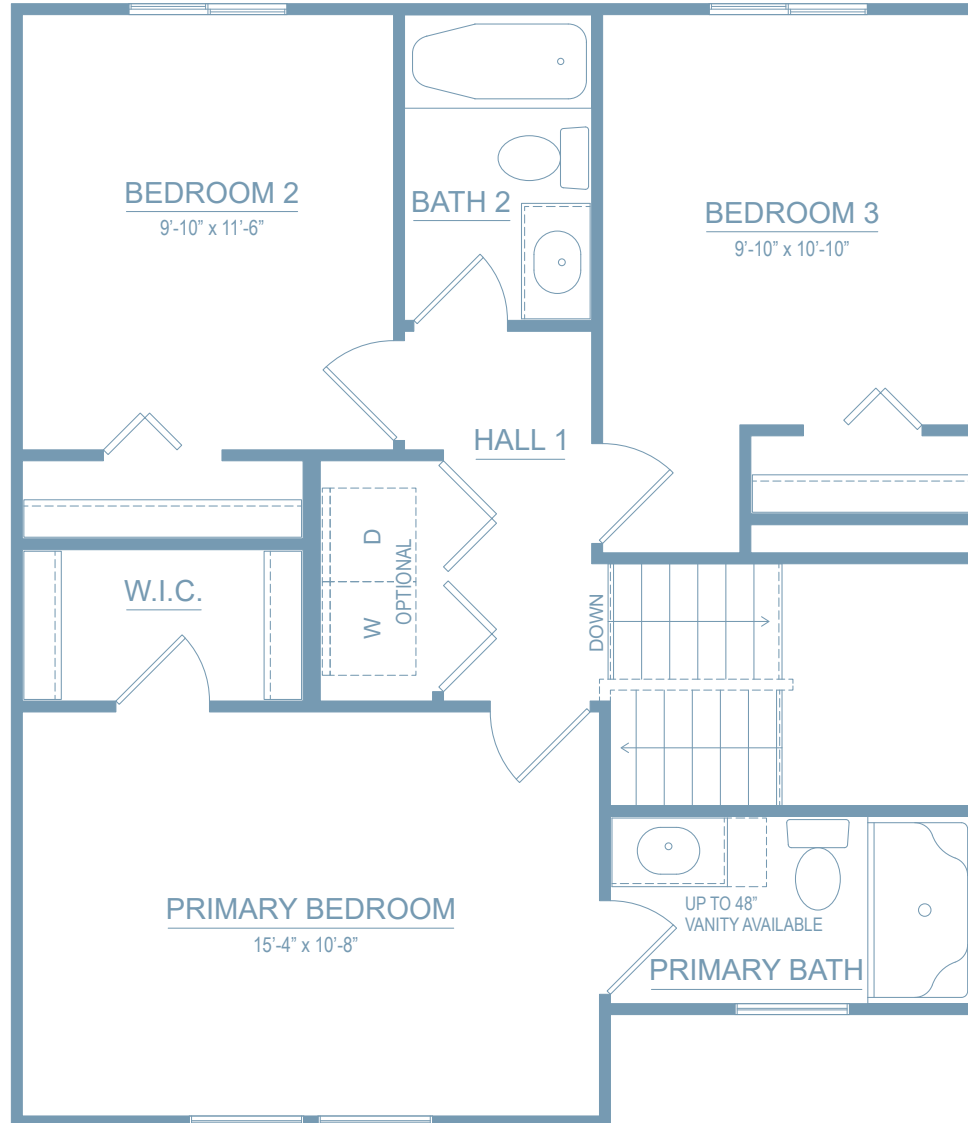 BEDROOM 2
9'-10” x 11'-6”
BATH 2
BEDROOM 3
9'-10” x 10'-10”
HALL 1
W.I.C.
D
W
OPTIONAL
DOWN
PRIMARY BEDROOM
15'-4” x 10'-8”
UP TO 48”
VANITY AVAILABLE
PRIMARY BATH